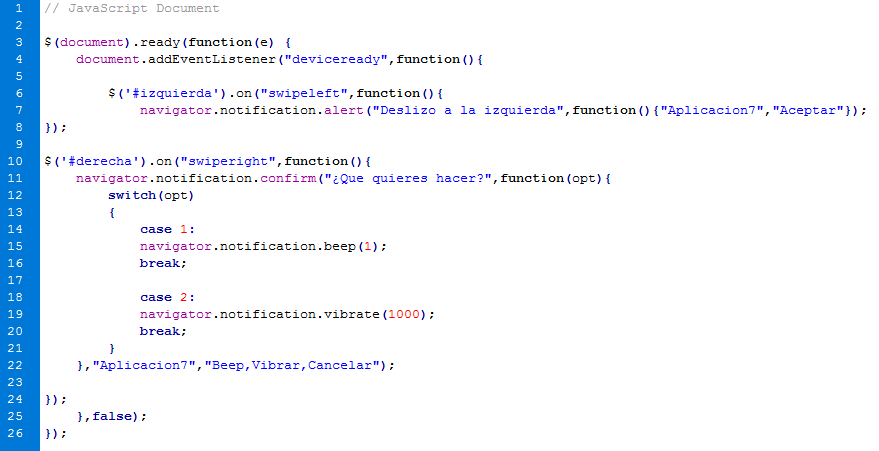 1 // JavaScript Document
2
3 $(document).ready(function(e) {
4 document.addEventListener("deviceready",function(){
5
6 $('#izquierda').on("swipeleft",function(){
7 navigator.notification.alert("Deslizo a la izquierda",function(){"Aplicacion7","Aceptar"});
8 });
9
10 $('#derecha').on("swiperight",function(){
11 navigator.notification.confirm("¿Que quieres hacer?",function(opt){
12 switch(opt)
13 {
14 case 1:
15 navigator.notification.beep(1);
16 break;
17
18 case 2:
19 navigator.notification.vibrate(1000);
20 break;
21 }
22 },"Aplicacion7","Beep,Vibrar,Cancelar");
23
24 });
25 },false);
26 });